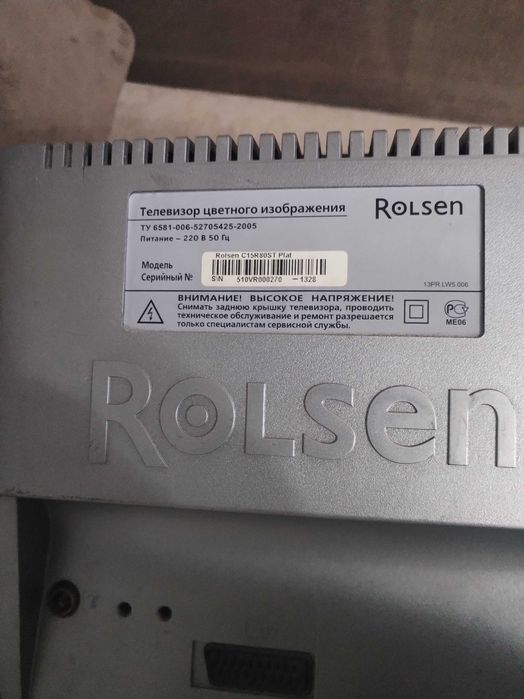 Телевизор цветного изображения
ROLSEN
ТУ 6581-006-52705425-2005
Питание ~ 220 В 50 Гц
Rolsen C15R80ST Plat
Модель
Серийный №
S\N 510VR000270 -1328
13PR.LW5.006
ВНИМАНИЕ! ВЫСОКОЕ НАПРЯЖЕНИЕ!
Снимать заднюю крышку телевизора, проводить
техническое обслуживание и ремонт разрешается
только специалистам сервисной службы.
РСТ
МЕ06
ROLSEN